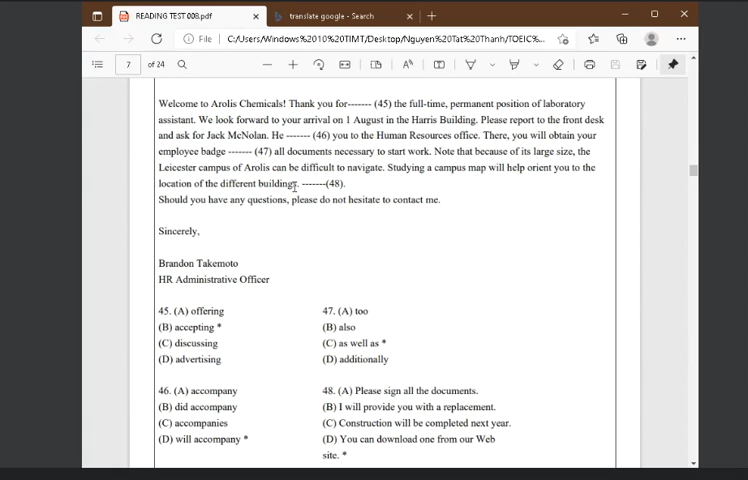 READING TEST 008.pdf
translate google - Search
File
C:/Users/Windows%2010%20TIMT/Desktop/Nguyen%20Tat%20Thanh/TOEIC%...
7 of 24
Welcome to Arolis Chemicals! Thank you for------- (45) the full-time, permanent position of laboratory
assistant. We look forward to your arrival on 1 August in the Harris Building. Please report to the front desk
and ask for Jack McNolan. He ------- (46) you to the Human Resources office. There, you will obtain your
employee badge ------- (47) all documents necessary to start work. Note that because of its large size, the
Leicester campus of Arolis can be difficult to navigate. Studying a campus map will help orient you to the
location of the different buildings. -------(48).
Should you have any questions, please do not hesitate to contact me.
Sincerely,
Brandon Takemoto
HR Administrative Officer
45. (A) offering
(B) accepting *
(C) discussing
(D) advertising
47. (A) too
(B) also
(C) as well as *
(D) additionally
46. (A) accompany
(B) did accompany
(C) accompanies
(D) will accompany *
48. (A) Please sign all the documents.
(B) I will provide you with a replacement.
(C) Construction will be completed next year.
(D) You can download one from our Web
site. *